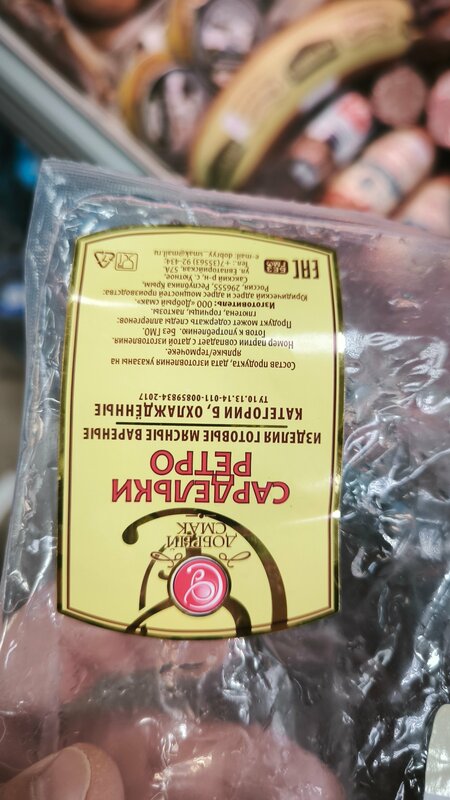 ДОБРЫЙ
СМАК
САРДЕЛЬКИ
РЕТРО
ИЗДЕЛИЯ ГОТОВЫЕ МЯСНЫЕ ВАРЕНЫЕ
КАТЕГОРИИ Б, ОХЛАЖДЁННЫЕ
ТУ 10.13.14-011-00859834-2017
Состав продукта, дата изготовления указаны на
ярлыке/термочеке.
Номер партии совпадает с датой изготовления.
Готов к употреблению. Без ГМО.
Продукт может содержать следы аллергенов:
глютена, горчицы, лактозы.
Изготовитель: ООО «Добрый смак»,
Юридический адрес и адрес мощностей производства:
Россия, 296555, Республика Крым,
Сакский р-н, с. Уютное,
ул. Евпаторийская, 57А
Тел.: +7(36563) 92-434;
e-mail: dobryy_smak@mail.ru
EAC
БЕЗ
ГМО